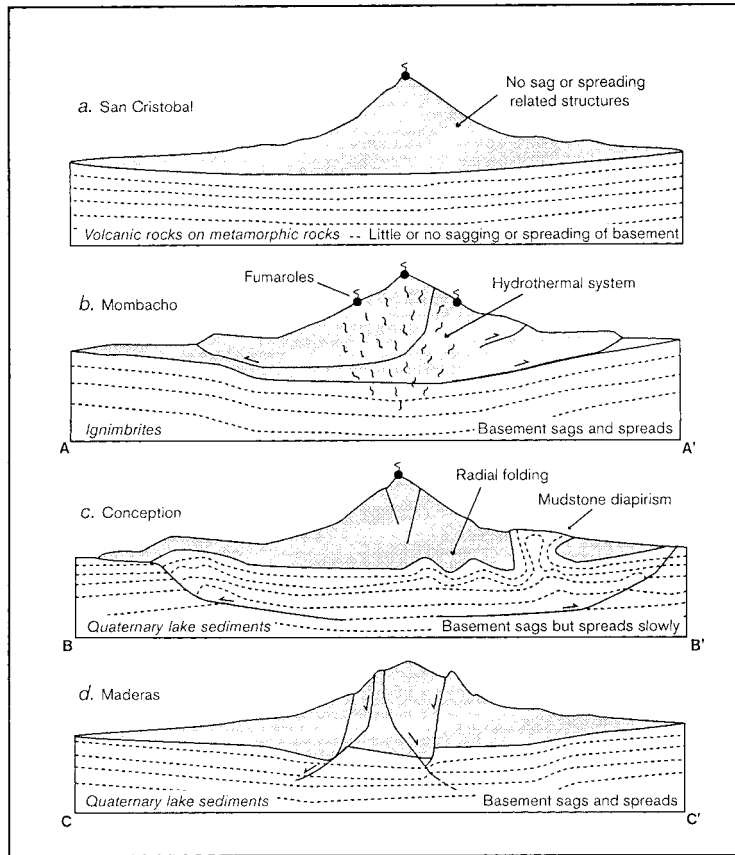 a. San Cristobal
No sag or spreading
related structures
Volcanic rocks on metamorphic rocks -- Little or no sagging or spreading of basement
Fumaroles
b. Mombacho
Hydrothermal system
Ignimbrites
Basement sags and spreads
A
A'
Radial folding
c. Conception
Mudstone diapirism
Quaternary lake sediments
Basement sags but spreads slowly
B
B'
d. Maderas
Quaternary lake sediments
Basement sags and spreads
C
C'